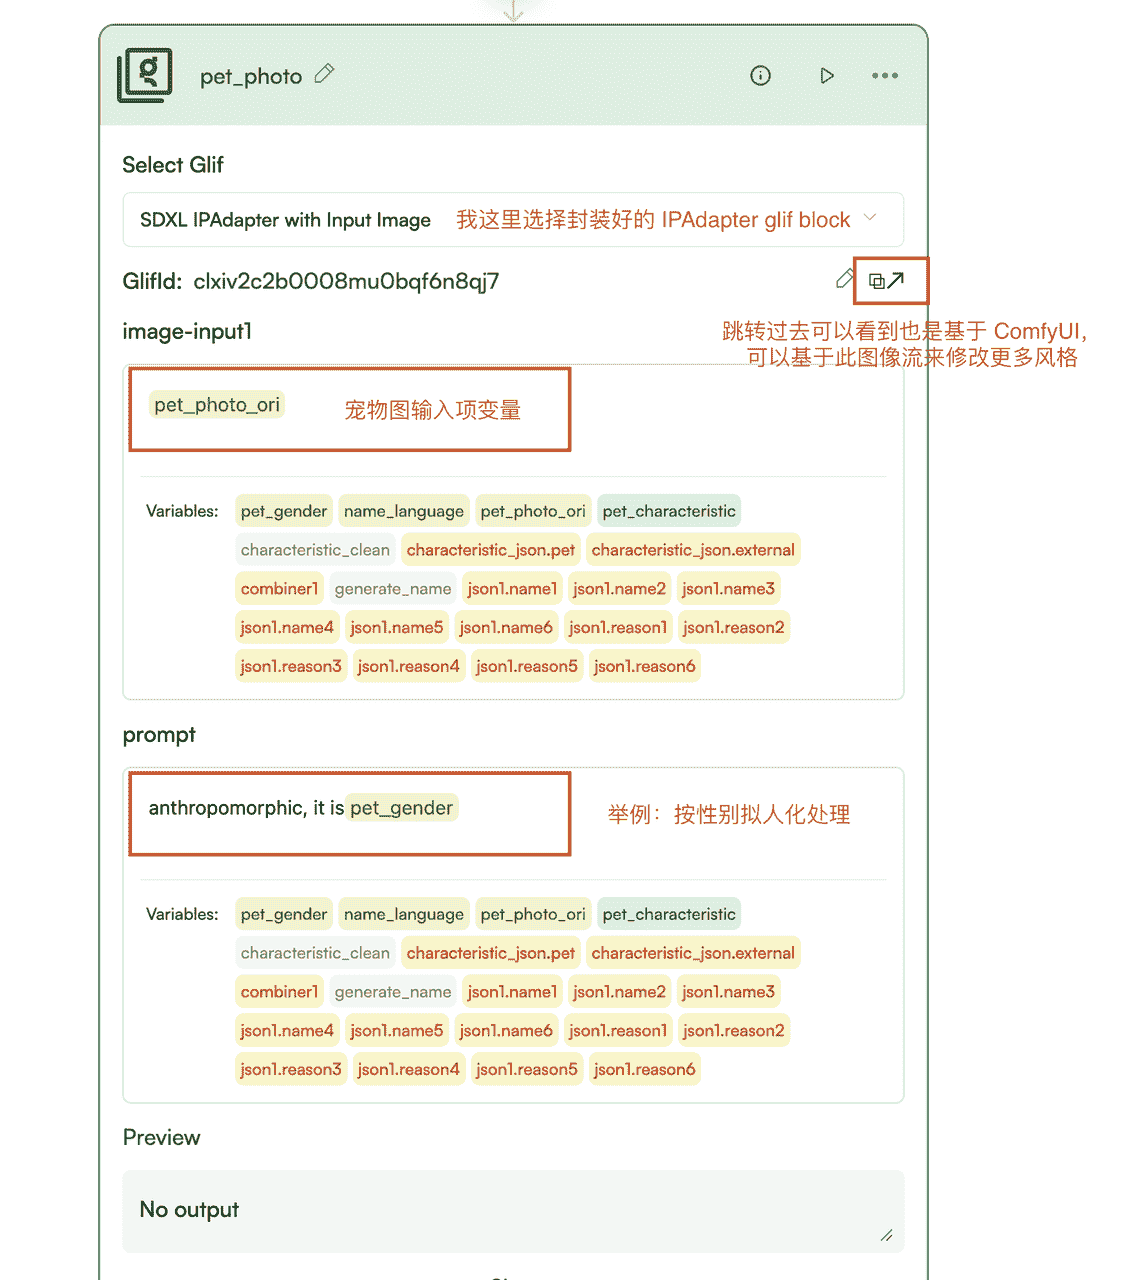 pet_photo
Select Glif
SDXL IPAdapter with Input Image 我这里选择封装好的 IPAdapter glif block
GlifId: clxiv2c2b0008mu0bqf6n8qj7
image-input1
跳转过去可以看到也是基于 ComfyUI,
可以基于此图像流来修改更多风格
pet_photo_ori 宠物图输入项变量
Variables: pet_gender name_language pet_photo_ori pet_characteristic
characteristic_clean characteristic_json.pet characteristic_json.external
combiner1 generate_name json1.name1 json1.name2 json1.name3
json1.name4 json1.name5 json1.name6 json1.reason1 json1.reason2
json1.reason3 json1.reason4 json1.reason5 json1.reason6
prompt
anthropomorphic, it is pet_gender 举例：按性别拟人化处理
Variables: pet_gender name_language pet_photo_ori pet_characteristic
characteristic_clean characteristic_json.pet characteristic_json.external
combiner1 generate_name json1.name1 json1.name2 json1.name3
json1.name4 json1.name5 json1.name6 json1.reason1 json1.reason2
json1.reason3 json1.reason4 json1.reason5 json1.reason6
Preview
No output